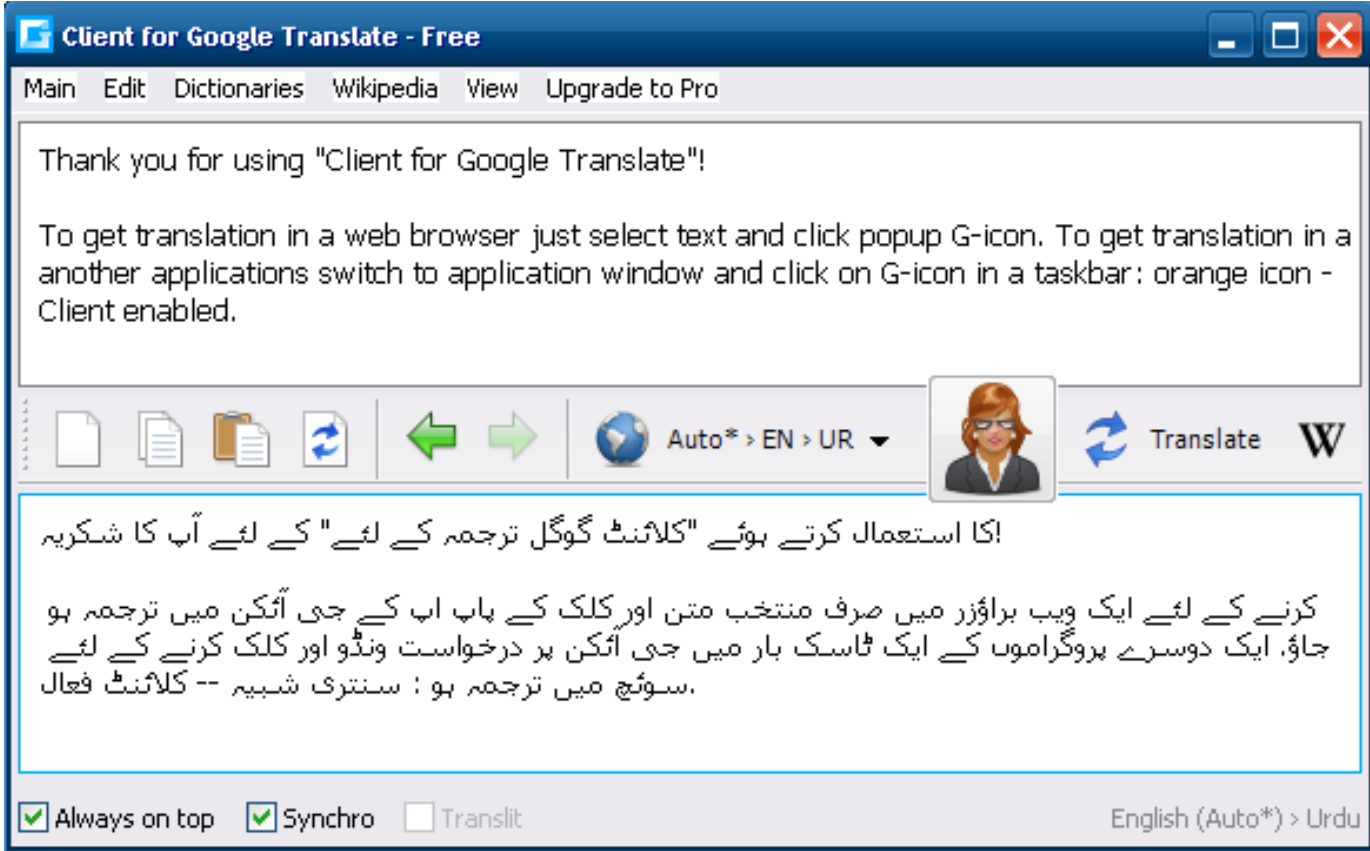 Client for Google Translate - Free
Main Edit Dictionaries Wikipedia View Upgrade to Pro
Thank you for using "Client for Google Translate"!
To get translation in a web browser just select text and click popup G-icon. To get translation in a
another applications switch to application window and click on G-icon in a taskbar: orange icon -
Client enabled.
Auto* > EN > UR Translate W
کا استعمال کرتے ہوئے "کلائنٹ گوگل ترجمہ کے لئے" کے لئے آپ کا شکریہ!
کرنے کے لئے ایک ویب براؤزر میں صرف منتخب متن اور کلک کے پاپ اپ کے جی آئکن میں ترجمہ ہو
جاؤ. ایک دوسرے پروگراموں کے ایک ٹاسک بار میں جی آئکن پر درخواست ونڈو اور کلک کرنے کے لئے
سوئچ میں ترجمہ ہو : سنتری شبیہ -- کلائنٹ فعال.
Always on top Synchro Translit English (Auto*) > Urdu